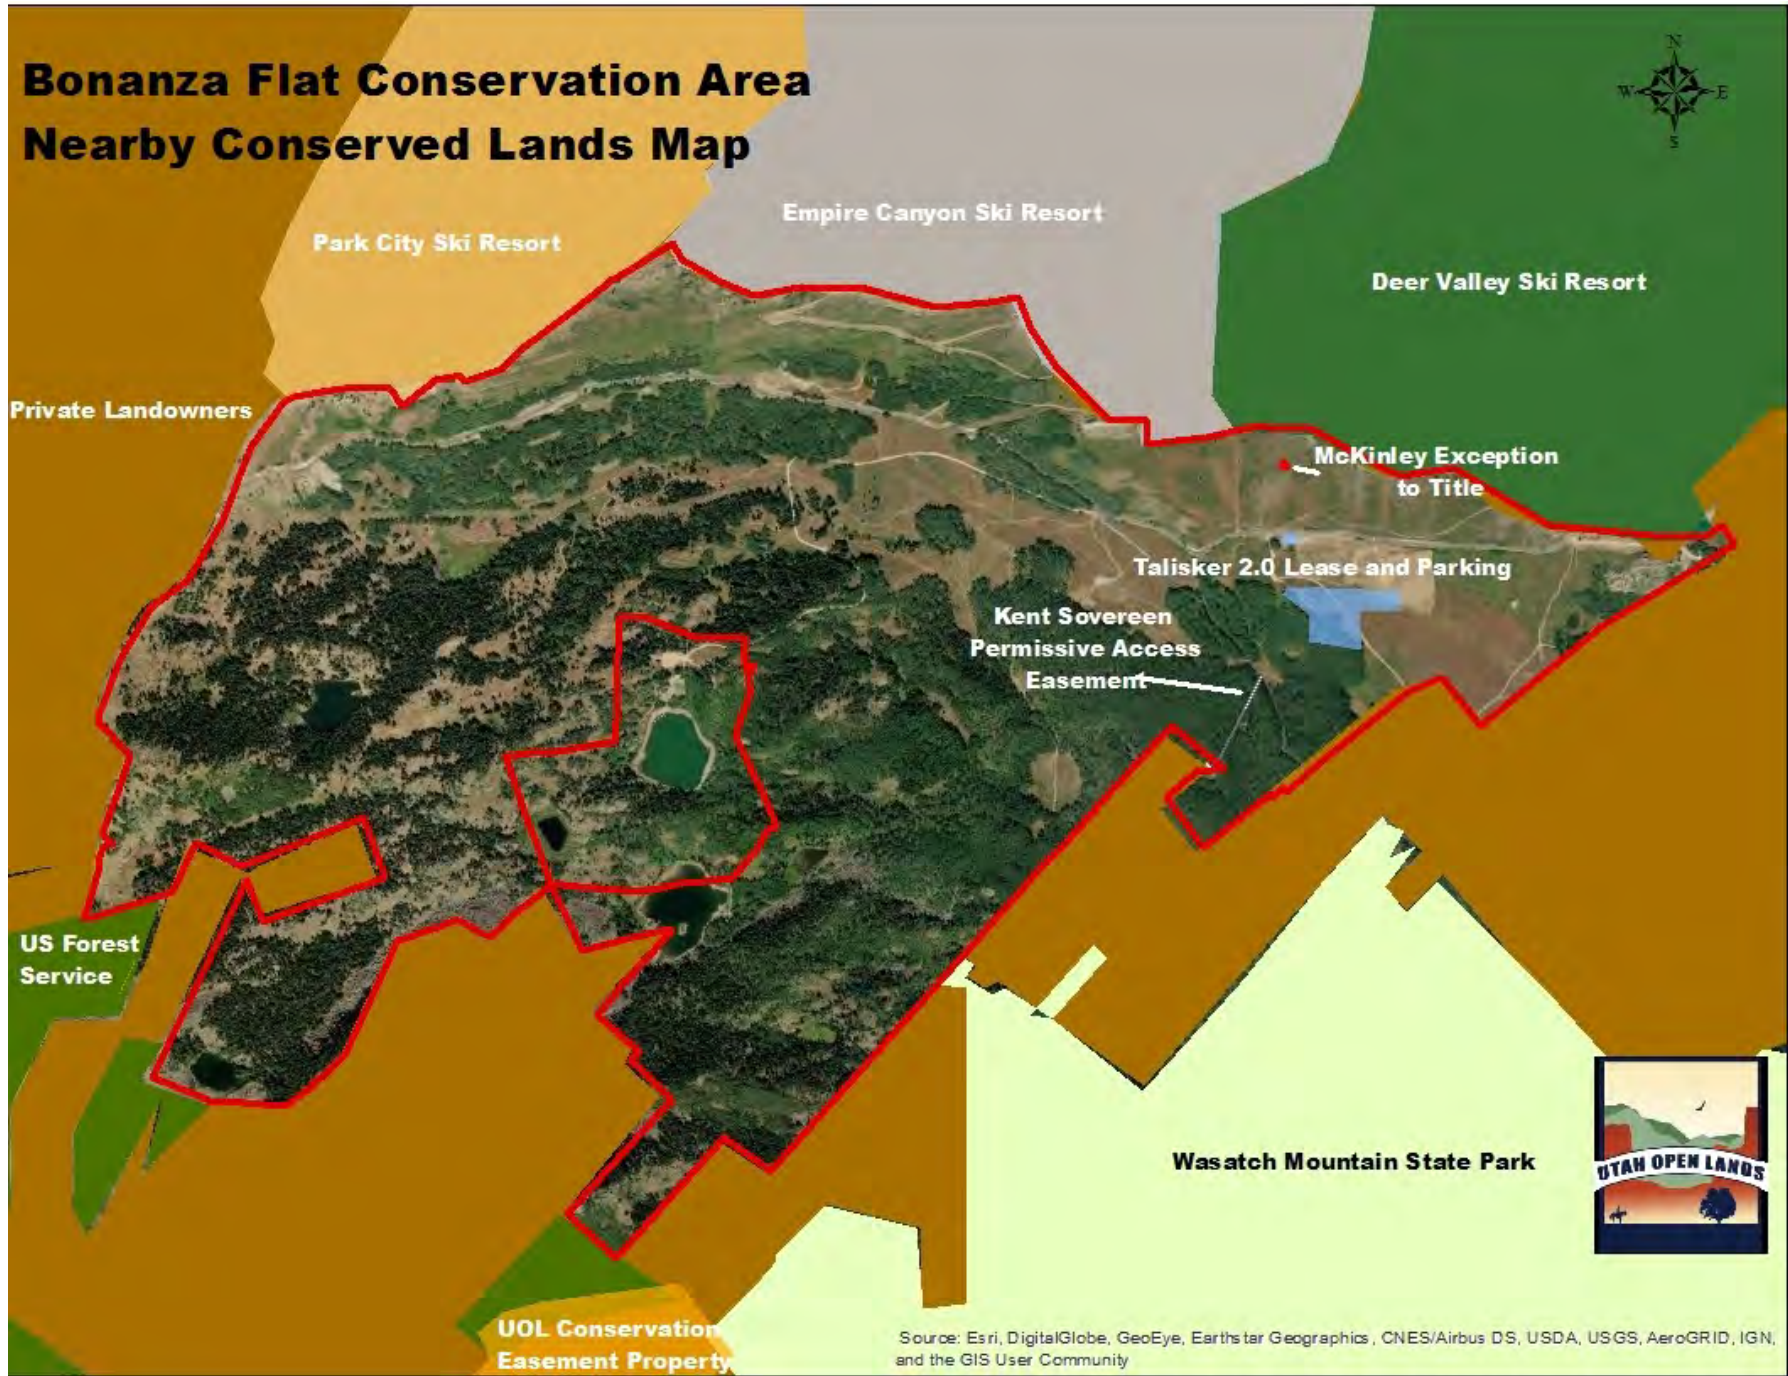 Bonanza Flat Conservation Area
Nearby Conserved Lands Map
N
W
E
S
Empire Canyon Ski Resort
Park City Ski Resort
Deer Valley Ski Resort
Private Landowners
McKinley Exception
to Title
Talisker 2.0 Lease and Parking
Kent Sovereen
Permissive Access
Easement
US Forest
Service
Wasatch Mountain State Park
UTAH OPEN LANDS
UOL Conservation
Easement Property
Source: Esri, DigitalGlobe, GeoEye, Earthstar Geographics, CNES/Airbus DS, USDA, USGS, AeroGRID, IGN,
and the GIS User Community